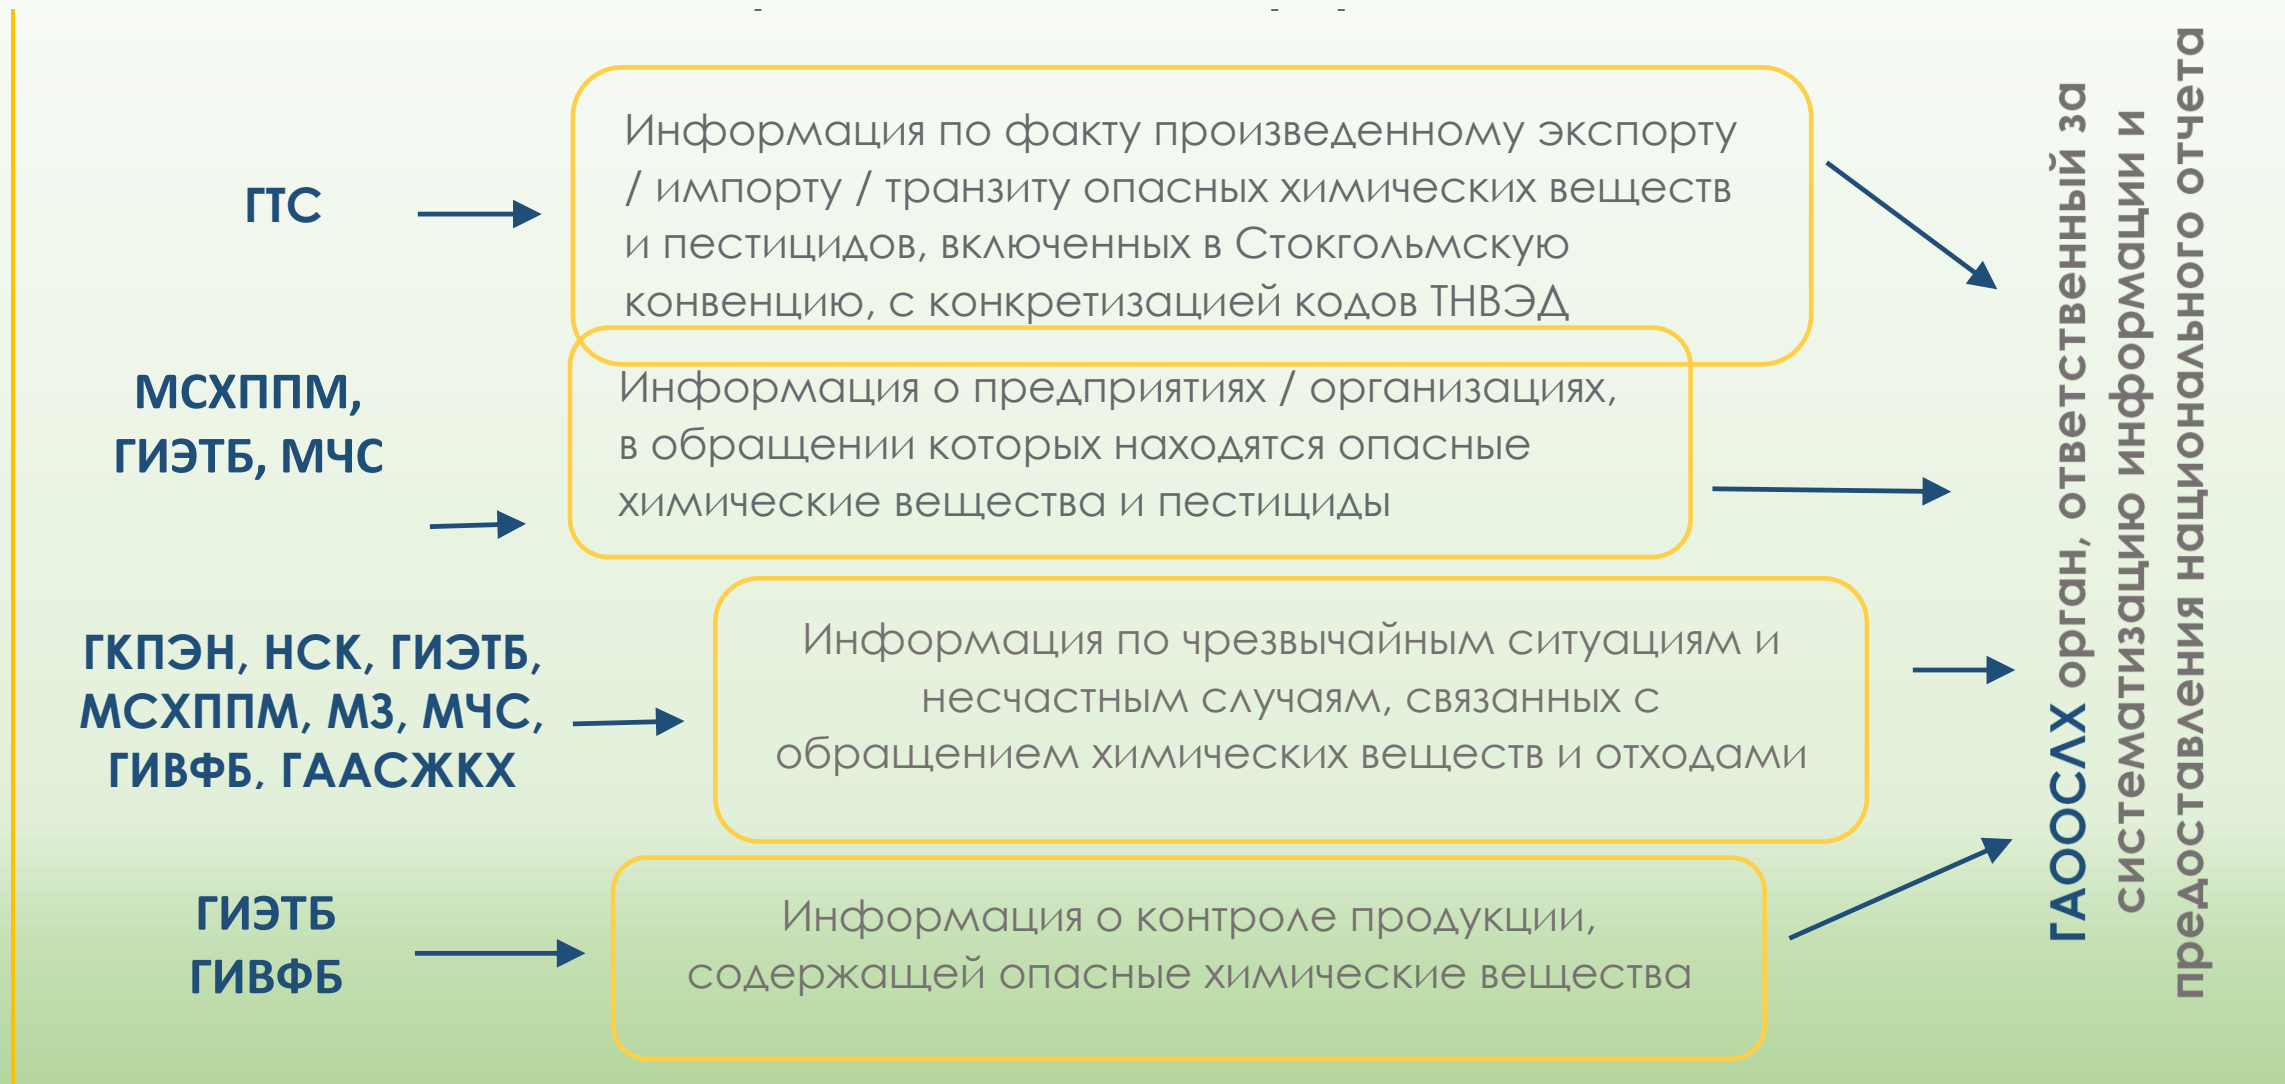 ГТС
Информация по факту произведенному экспорту
/ импорту / транзиту опасных химических веществ
и пестицидов, включенных в Стокгольмскую
конвенцию, с конкретизацией кодов ТНВЭД
МСХППМ,
ГИЭТБ, МЧС
Информация о предприятиях / организациях,
в обращении которых находятся опасные
химические вещества и пестициды
ГКПЭН, НСК, ГИЭТБ,
МСХППМ, МЗ, МЧС,
ГИВФБ, ГААСЖКХ
Информация по чрезвычайным ситуациям и
несчастным случаям, связанных с
обращением химических веществ и отходами
ГИЭТБ
ГИВФБ
Информация о контроле продукции,
содержащей опасные химические вещества
ГАООСЛХ орган, ответственный за
систематизацию информации и
предоставления национального отчета